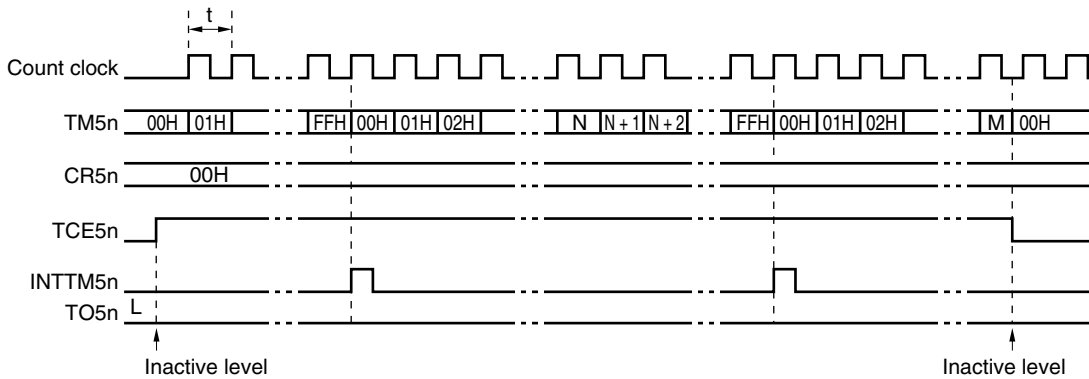 t
Count clock
TM5n 00H 01H FFH 00H 01H 02H N N + 1 N + 2 FFH 00H 01H 02H M 00H
CR5n 00H
TCE5n
INTTM5n
TO5n L
Inactive level Inactive level